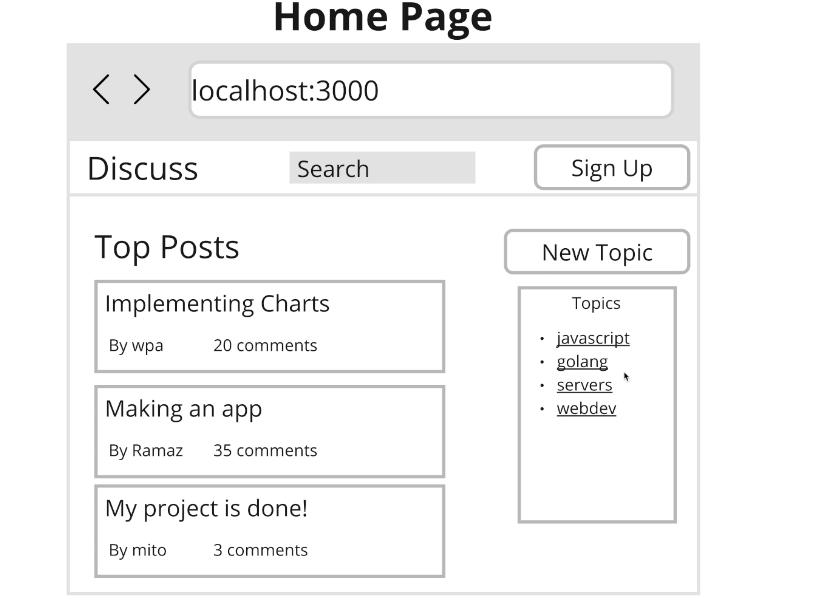 Home Page
localhost:3000
Discuss
Search
Sign Up
Top Posts
New Topic
Implementing Charts
By wpa 20 comments
Making an app
By Ramaz 35 comments
My project is done!
By mito 3 comments
Topics
• javascript
• golang
• servers
• webdev